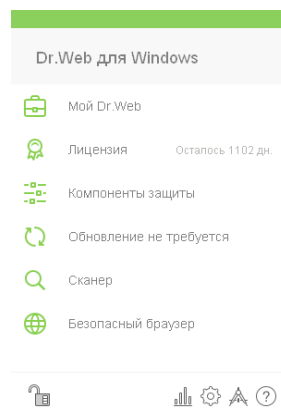 Dr.Web для Windows
Мой Dr.Web
Лицензия Осталось 1102 дн.
Компоненты защиты
Обновление не требуется
Сканер
Безопасный браузер
?